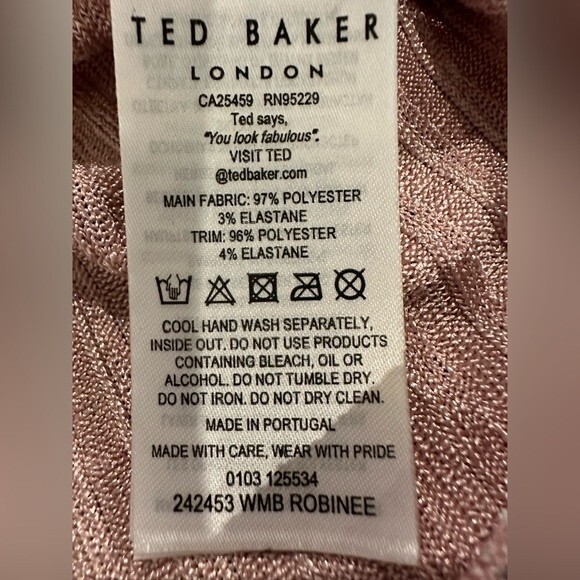 TED BAKER
LONDON
CA25459 RN95229
Ted says,
"You look fabulous".
VISIT TED
@tedbaker.com
MAIN FABRIC: 97% POLYESTER
3% ELASTANE
TRIM: 96% POLYESTER
4% ELASTANE
COOL HAND WASH SEPARATELY,
INSIDE OUT. DO NOT USE PRODUCTS
CONTAINING BLEACH, OIL OR
ALCOHOL. DO NOT TUMBLE DRY.
DO NOT IRON. DO NOT DRY CLEAN.
MADE IN PORTUGAL
MADE WITH CARE, WEAR WITH PRIDE
0103 125534
242453 WMB ROBINEE